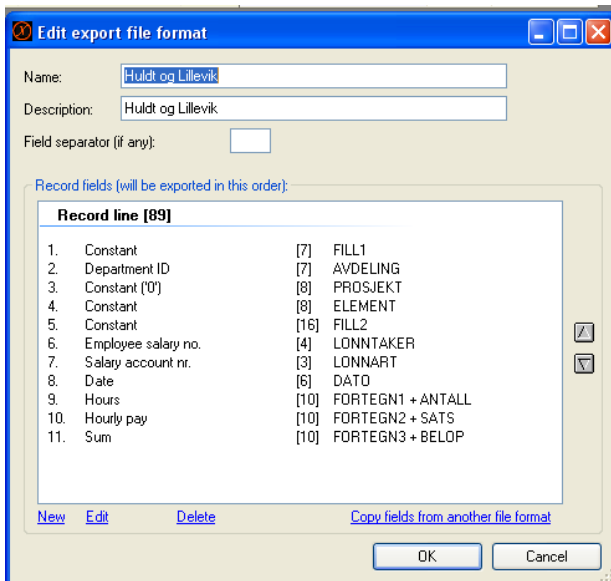 Edit export file format
Name: Huldt og Lillevik
Description: Huldt og Lillevik
Field separator (if any):
Record fields (will be exported in this order):
Record line [89]
1. Constant [7] FILL1
2. Department ID [7] AVDELING
3. Constant ('0') [8] PROSJEKT
4. Constant [8] ELEMENT
5. Constant [16] FILL2
6. Employee salary no. [4] LONNTAKER
7. Salary account nr. [3] LONNART
8. Date [6] DATO
9. Hours [10] FORTEGN1 + ANTALL
10. Hourly pay [10] FORTEGN2 + SATS
11. Sum [10] FORTEGN3 + BELOP
New Edit Delete Copy fields from another file format
OK Cancel